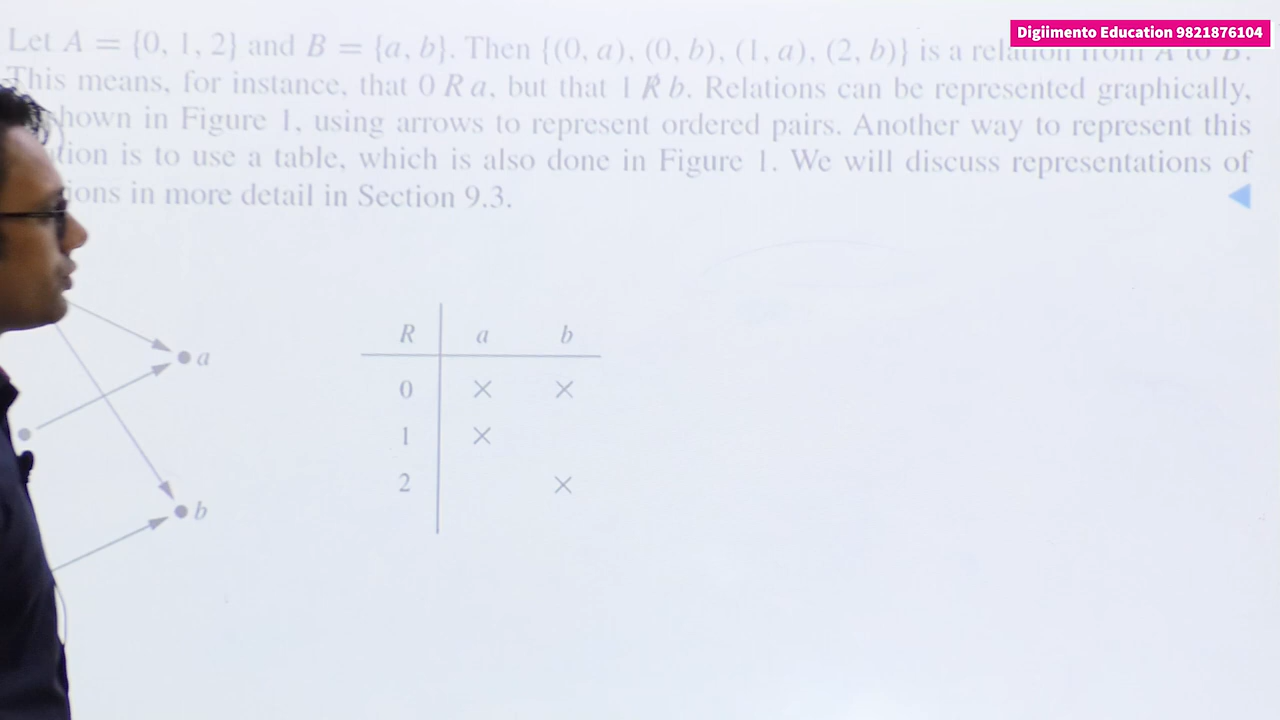 Digiimento Education 9821876104
Let A = {0, 1, 2} and B = {a, b}. Then {(0, a), (0, b), (1, a), (2, b)} is a relation from A to B.
This means, for instance, that 0 R a, but that 1 R̸ b. Relations can be represented graphically,
shown in Figure 1, using arrows to represent ordered pairs. Another way to represent this
is to use a table, which is also done in Figure 1. We will discuss representations of
in more detail in Section 9.3.
R a b
0 × ×
1 ×
2 ×
a
b